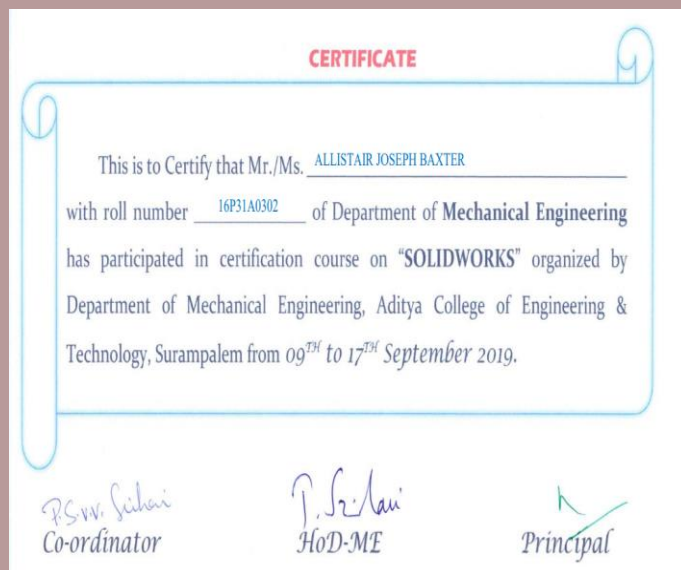 CERTIFICATE
This is to Certify that Mr./Ms. ALLISTAIR JOSEPH BAXTER
with roll number 16P31A0302 of Department of Mechanical Engineering
has participated in certification course on "SOLIDWORKS" organized by
Department of Mechanical Engineering, Aditya College of Engineering &
Technology, Surampalem from 09TH to 17TH September 2019.
Co-ordinator HoD-ME Principal